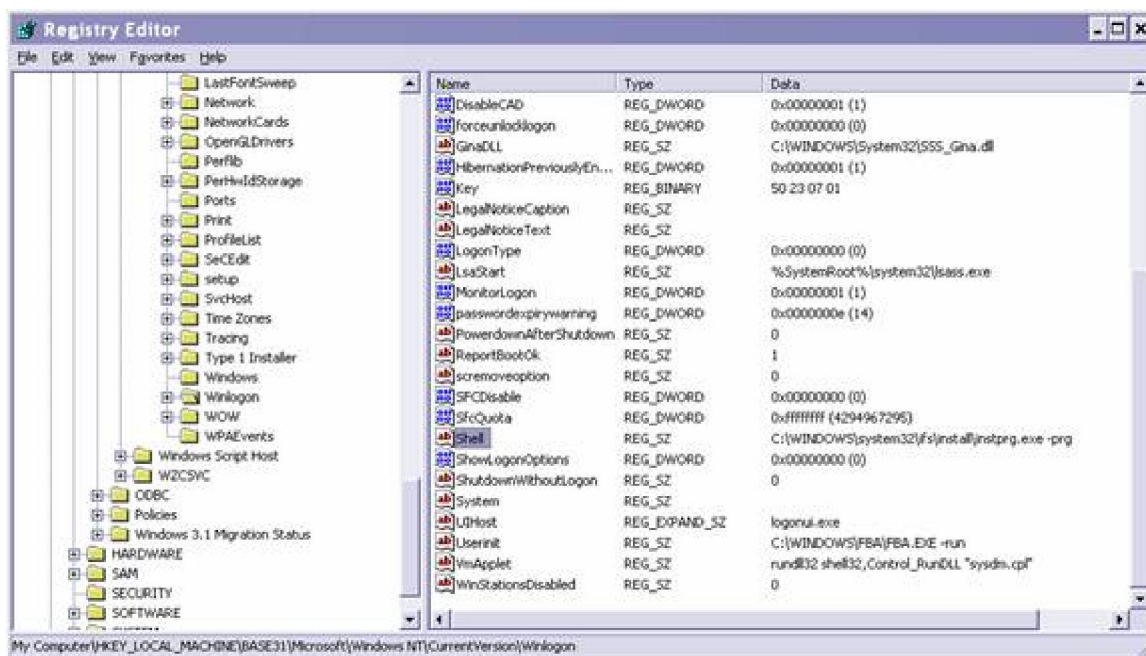 Registry Editor
File Edit View Favorites Help
LastFontSweep
Network
NetworkCards
OpenGLDrivers
Perflib
PerHwIdStorage
Ports
Print
ProfileList
SeCEdit
setup
SvcHost
Time Zones
Tracing
Type 1 Installer
Windows
Winlogon
WOW
WPAEvents
Windows Script Host
WZCSVC
ODBC
Policies
Windows 3.1 Migration Status
HARDWARE
SAM
SECURITY
SOFTWARE
Name Type Data
DisableCAD REG_DWORD 0x00000001 (1)
forceunlocklogon REG_DWORD 0x00000000 (0)
GinaDLL REG_SZ C:\WINDOWS\System32\SSS_Gina.dll
HibernationPreviouslyEn... REG_DWORD 0x00000001 (1)
Key REG_BINARY 50 23 07 01
LegalNoticeCaption REG_SZ
LegalNoticeText REG_SZ
LogonType REG_DWORD 0x00000000 (0)
LsaStart REG_SZ %SystemRoot%\system32\lsass.exe
MonitorLogon REG_DWORD 0x00000001 (1)
passwordexpirywarning REG_DWORD 0x0000000e (14)
PowerdownAfterShutdown REG_SZ 0
ReportBootOk REG_SZ 1
scremoveoption REG_SZ 0
SFCDisable REG_DWORD 0x00000000 (0)
SfcQuota REG_DWORD 0xffffffff (4294967295)
Shell REG_SZ C:\WINDOWS\system32\ifs\install\instprg.exe -prg
ShowLogonOptions REG_DWORD 0x00000000 (0)
ShutdownWithoutLogon REG_SZ 0
System REG_SZ
UIHost REG_EXPAND_SZ logonui.exe
Userinit REG_SZ C:\WINDOWS\FBA\FBA.EXE -run
VmApplet REG_SZ rundll32 shell32,Control_RunDLL "sysdm.cpl"
WinStationsDisabled REG_SZ 0
My Computer\HKEY_LOCAL_MACHINE\BASE31\Microsoft\Windows NT\CurrentVersion\Winlogon